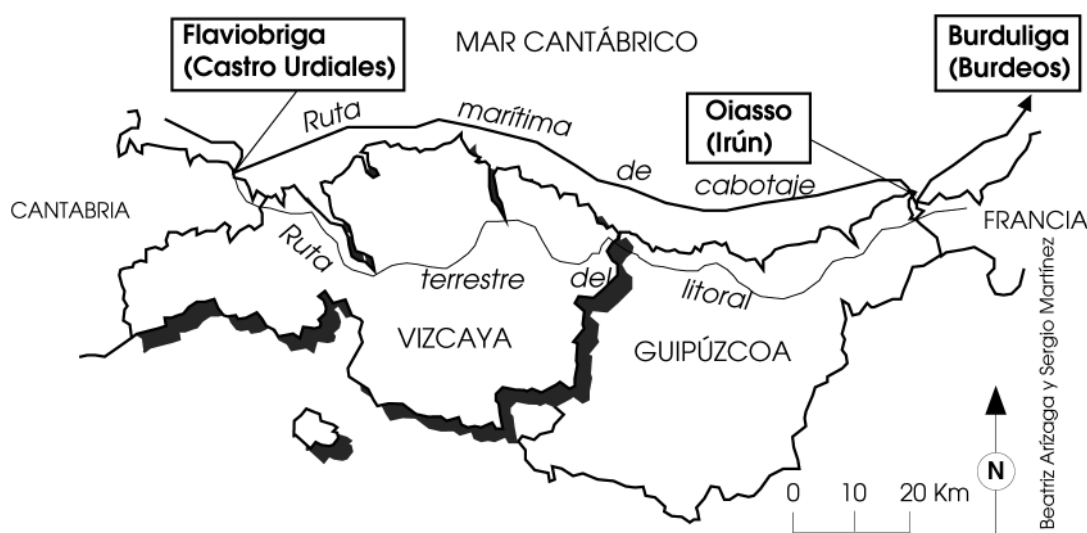 Flaviobriga
(Castro Urdiales)
MAR CANTÁBRICO
Burduliga
(Burdeos)
Oiasso
(Irún)
Ruta marítima de cabotaje
CANTABRIA
FRANCIA
Ruta terrestre del litoral
VIZCAYA
GUIPÚZCOA
0 10 20 Km
N
Beatriz Arízaga y Sergio Martínez